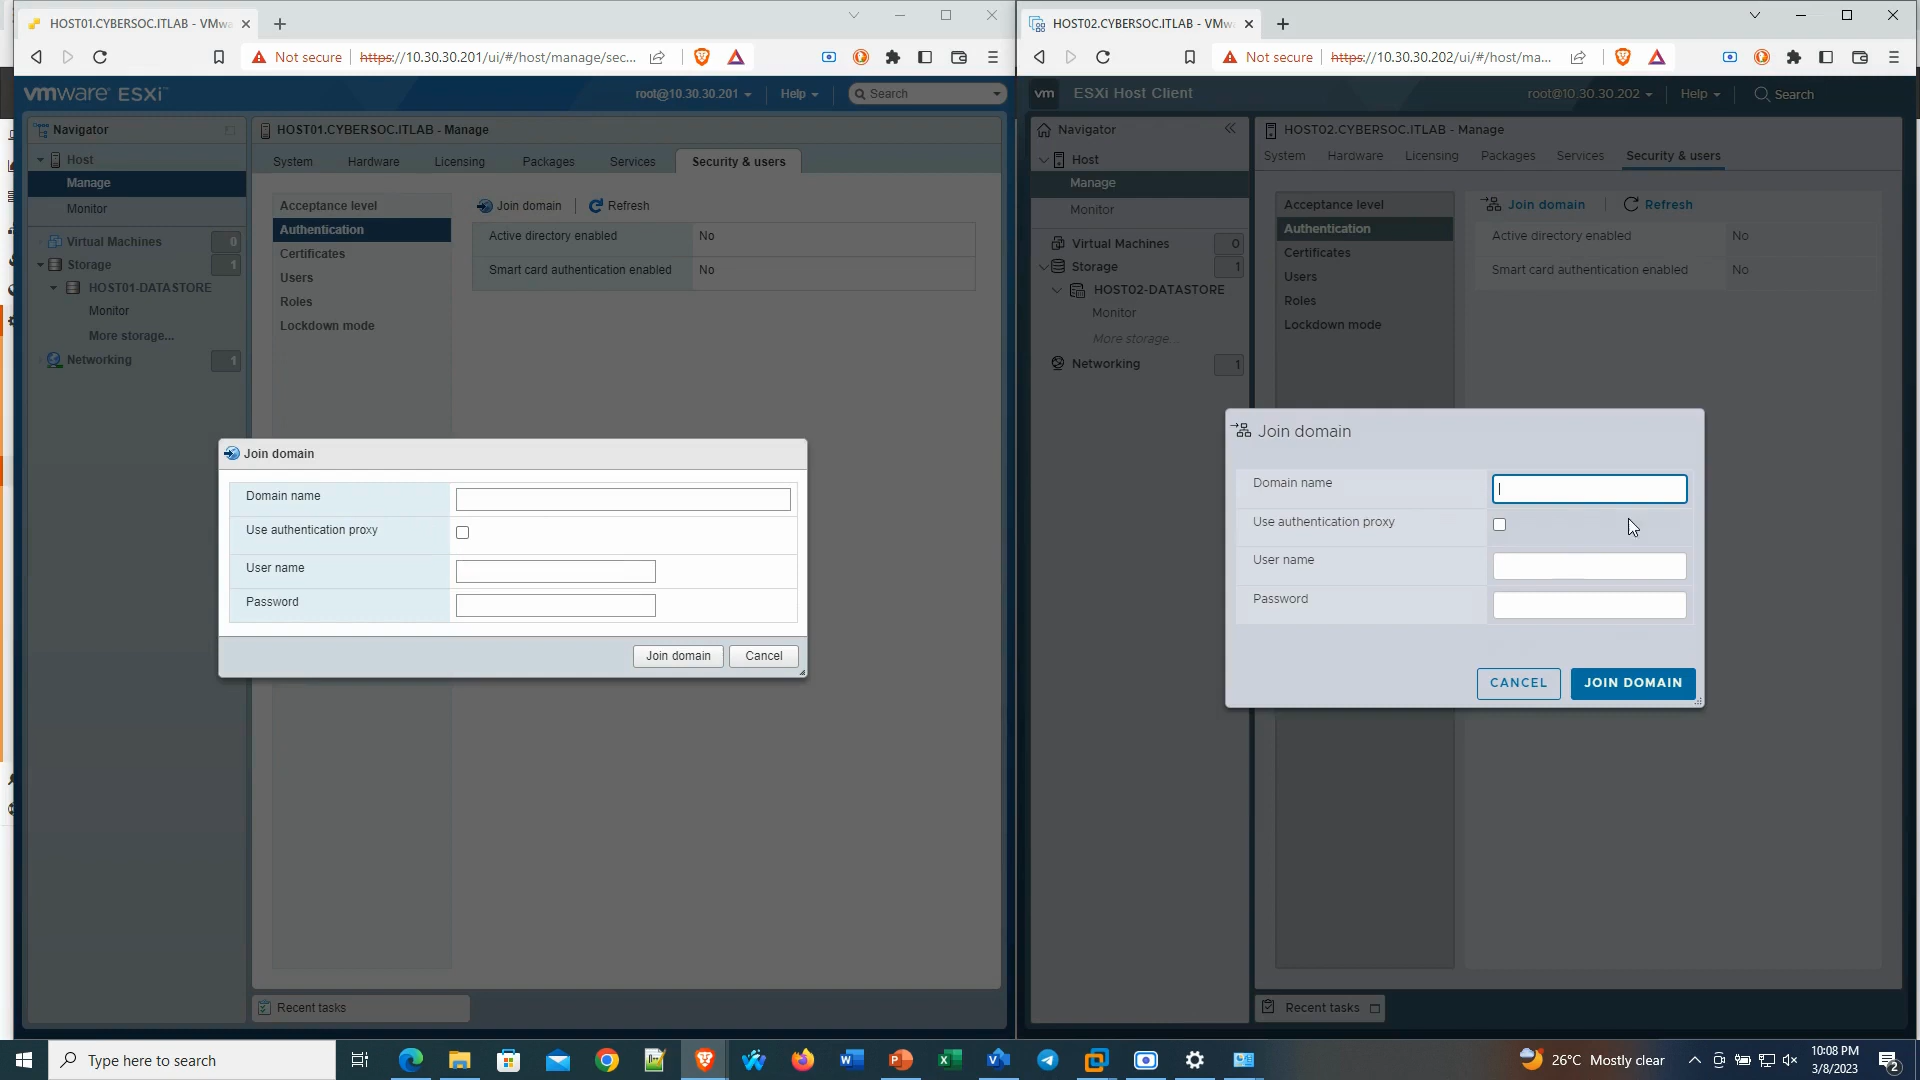 HOST01.CYBERSOC.ITLAB - VMwa
Not secure
https://10.30.30.201/ui/#/host/manage/sec...
vmware ESXi™
root@10.30.30.201
Help
Search
Navigator
Host
Manage
Monitor
Virtual Machines
0
Storage
1
HOST01-DATASTORE
Monitor
More storage...
Networking
1
HOST01.CYBERSOC.ITLAB - Manage
System
Hardware
Licensing
Packages
Services
Security & users
Acceptance level
Authentication
Certificates
Users
Roles
Lockdown mode
Join domain
Refresh
Active directory enabled
No
Smart card authentication enabled
No
Join domain
Domain name
Use authentication proxy
User name
Password
Join domain
Cancel
Recent tasks
HOST02.CYBERSOC.ITLAB - VMw
Not secure
https://10.30.30.202/ui/#/host/ma...
vm
ESXi Host Client
root@10.30.30.202
Help
Search
Navigator
Host
Manage
Monitor
Virtual Machines
0
Storage
1
HOST02-DATASTORE
Monitor
More storage...
Networking
1
HOST02.CYBERSOC.ITLAB - Manage
System
Hardware
Licensing
Packages
Services
Security & users
Acceptance level
Authentication
Certificates
Users
Roles
Lockdown mode
Join domain
Refresh
Active directory enabled
No
Smart card authentication enabled
No
Join domain
Domain name
Use authentication proxy
User name
Password
CANCEL
JOIN DOMAIN
Recent tasks
Type here to search
26°C Mostly clear
10:08 PM
3/8/2023
2